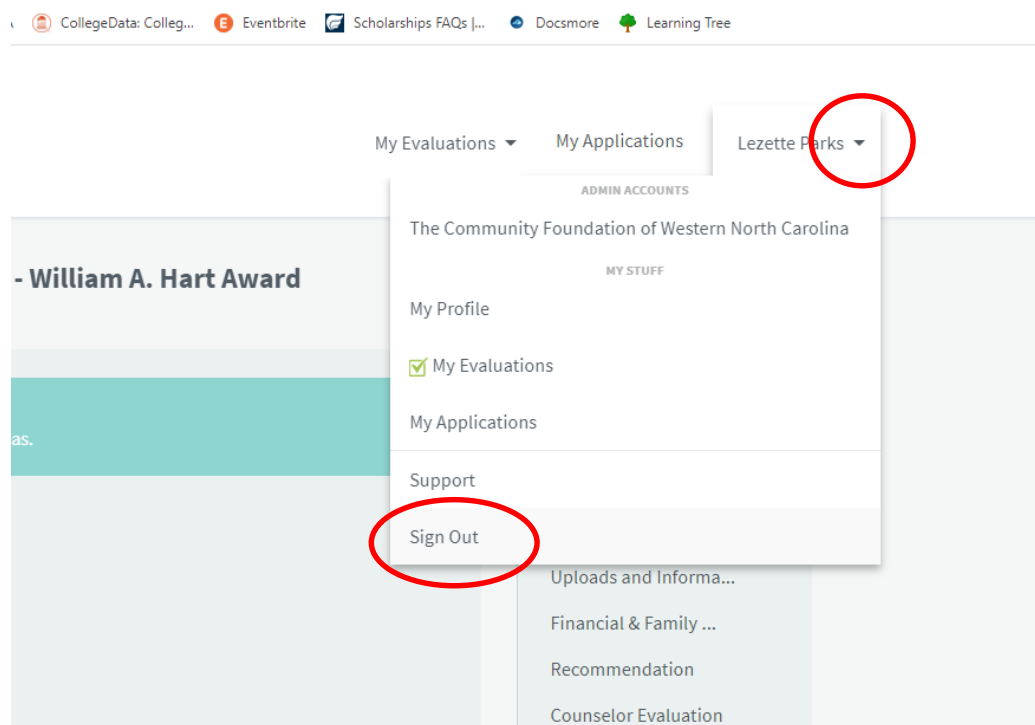 CollegeData: Colleg...
Eventbrite
Scholarships FAQs |...
Docsmore
Learning Tree
My Evaluations
My Applications
Lezette Parks
ADMIN ACCOUNTS
The Community Foundation of Western North Carolina
- William A. Hart Award
MY STUFF
My Profile
My Evaluations
My Applications
as.
Support
Sign Out
Uploads and Informa...
Financial & Family ...
Recommendation
Counselor Evaluation